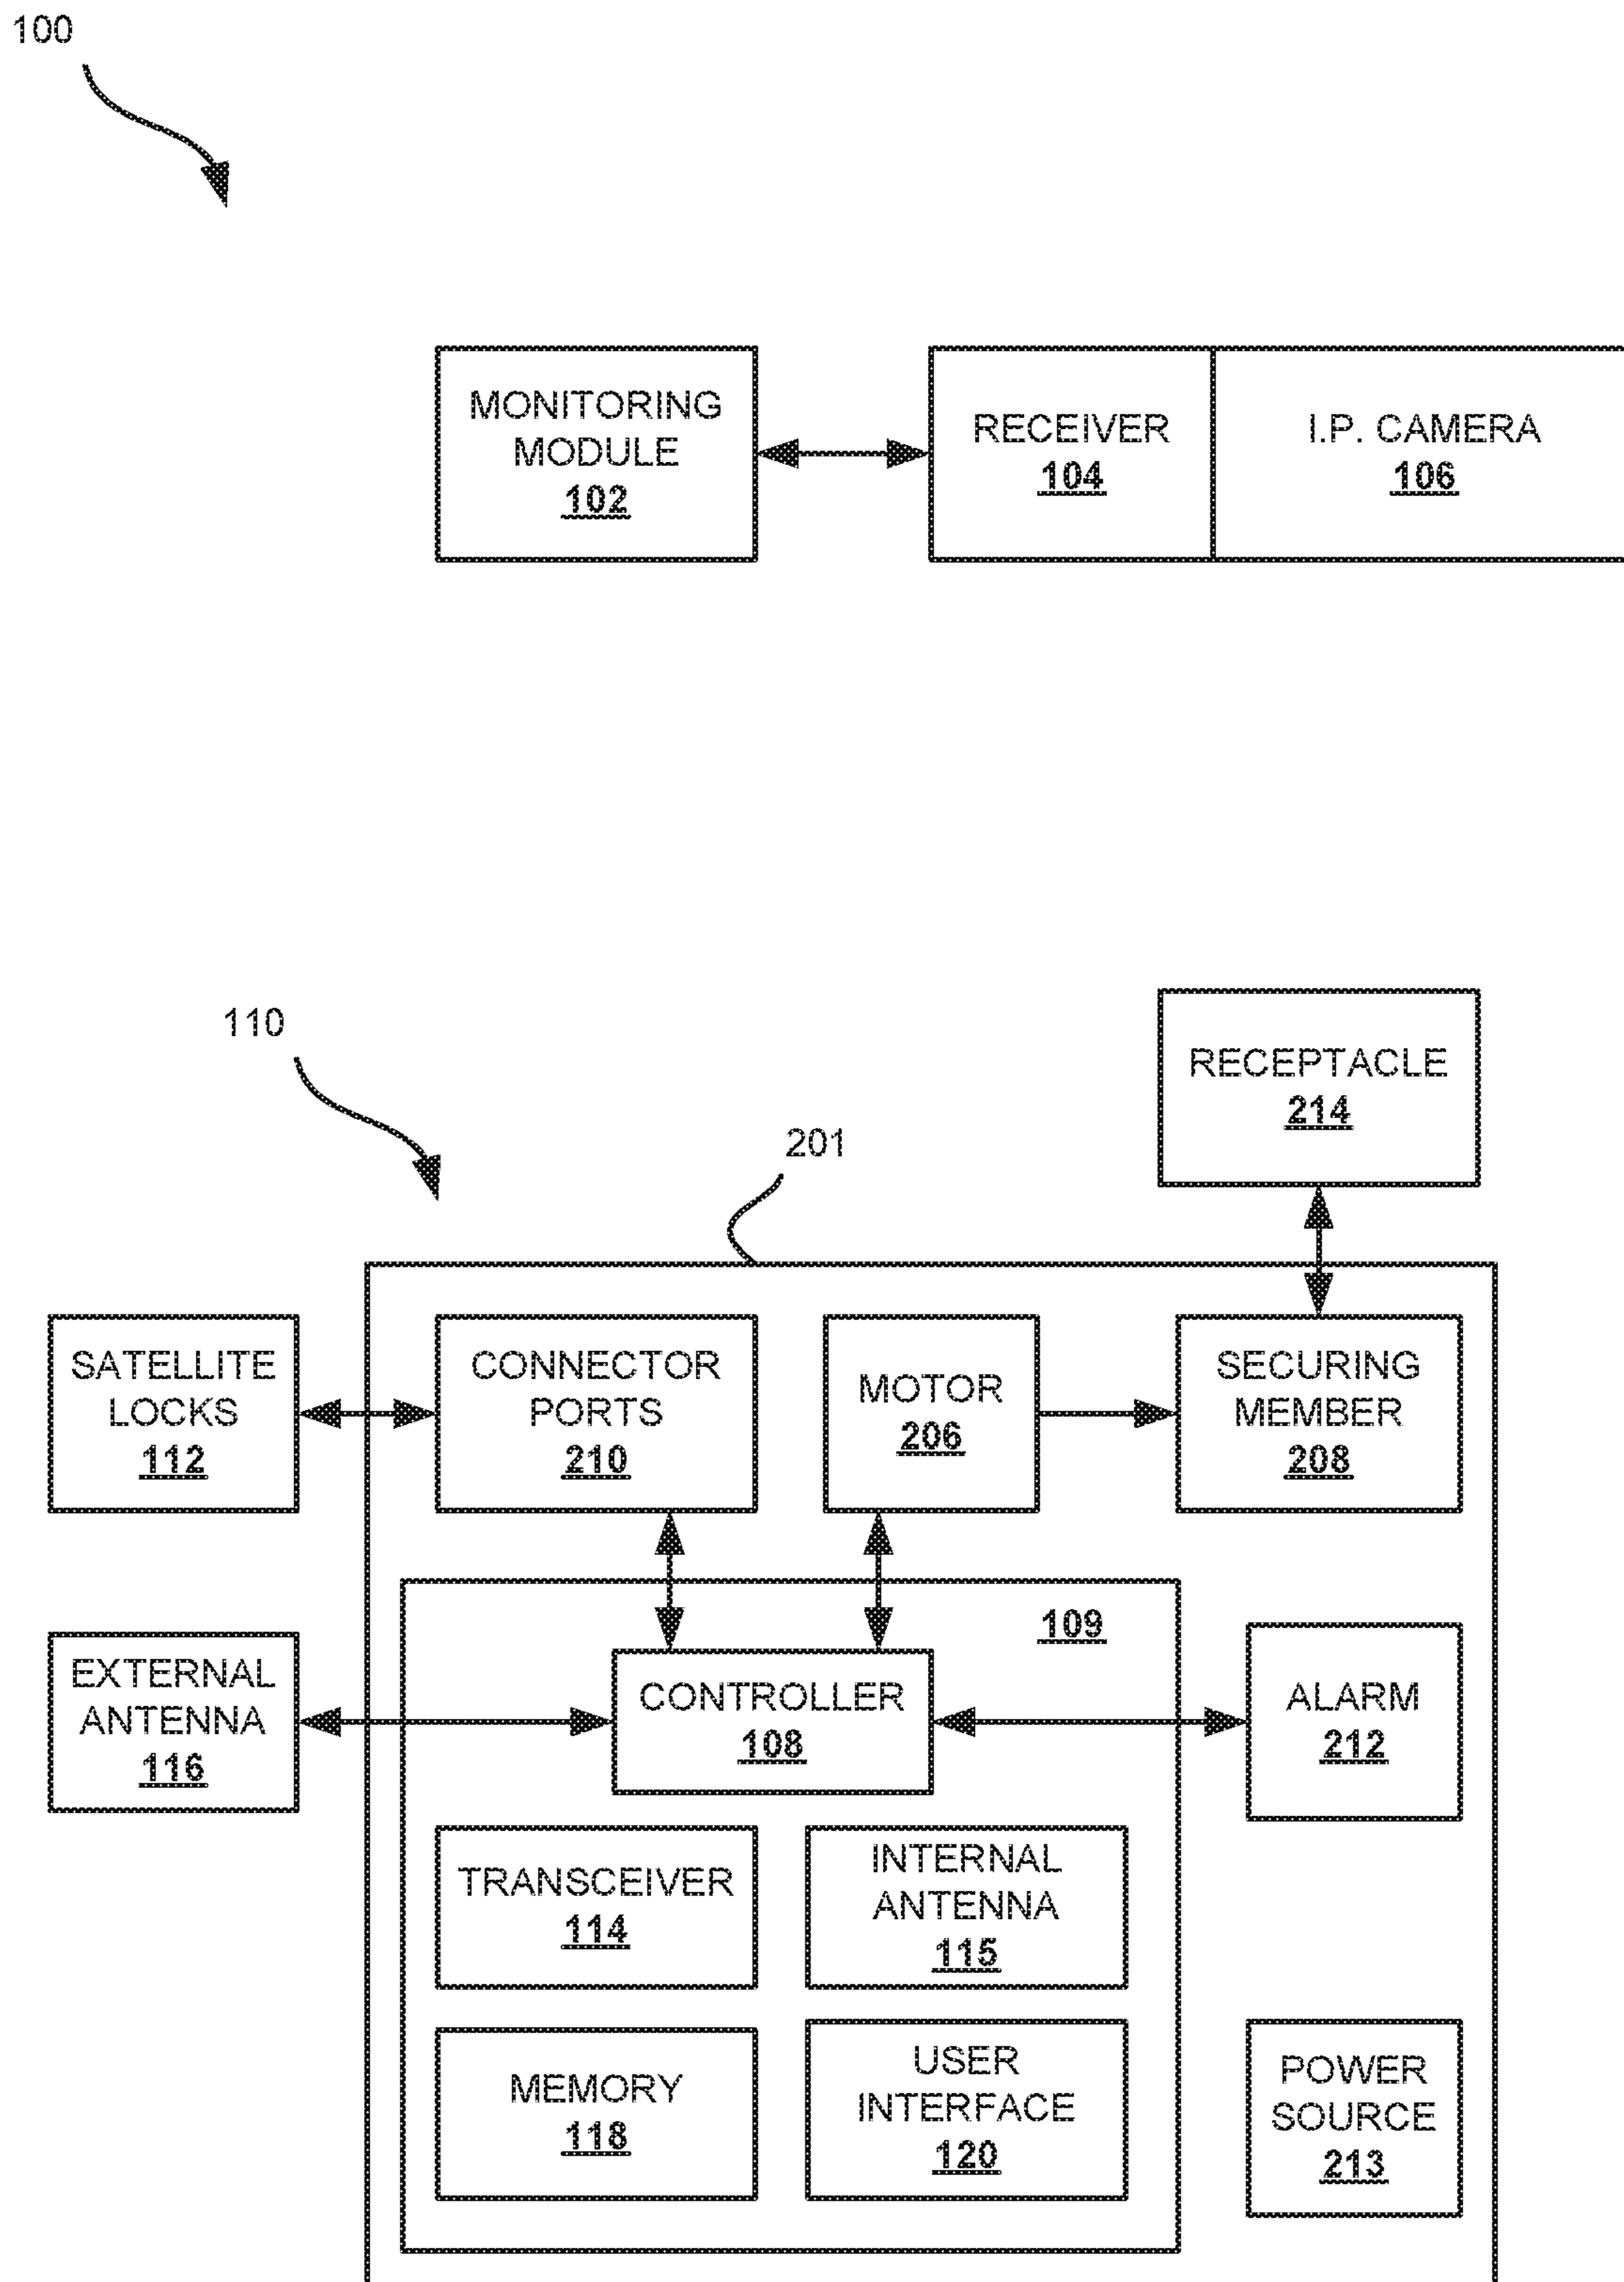 100
MONITORING
MODULE
102
RECEIVER
104
I.P. CAMERA
106
110
201
RECEPTACLE
214
SATELLITE
LOCKS
112
CONNECTOR
PORTS
210
MOTOR
206
SECURING
MEMBER
208
109
EXTERNAL
ANTENNA
116
CONTROLLER
108
ALARM
212
TRANSCEIVER
114
INTERNAL
ANTENNA
115
MEMORY
118
USER
INTERFACE
120
POWER
SOURCE
213